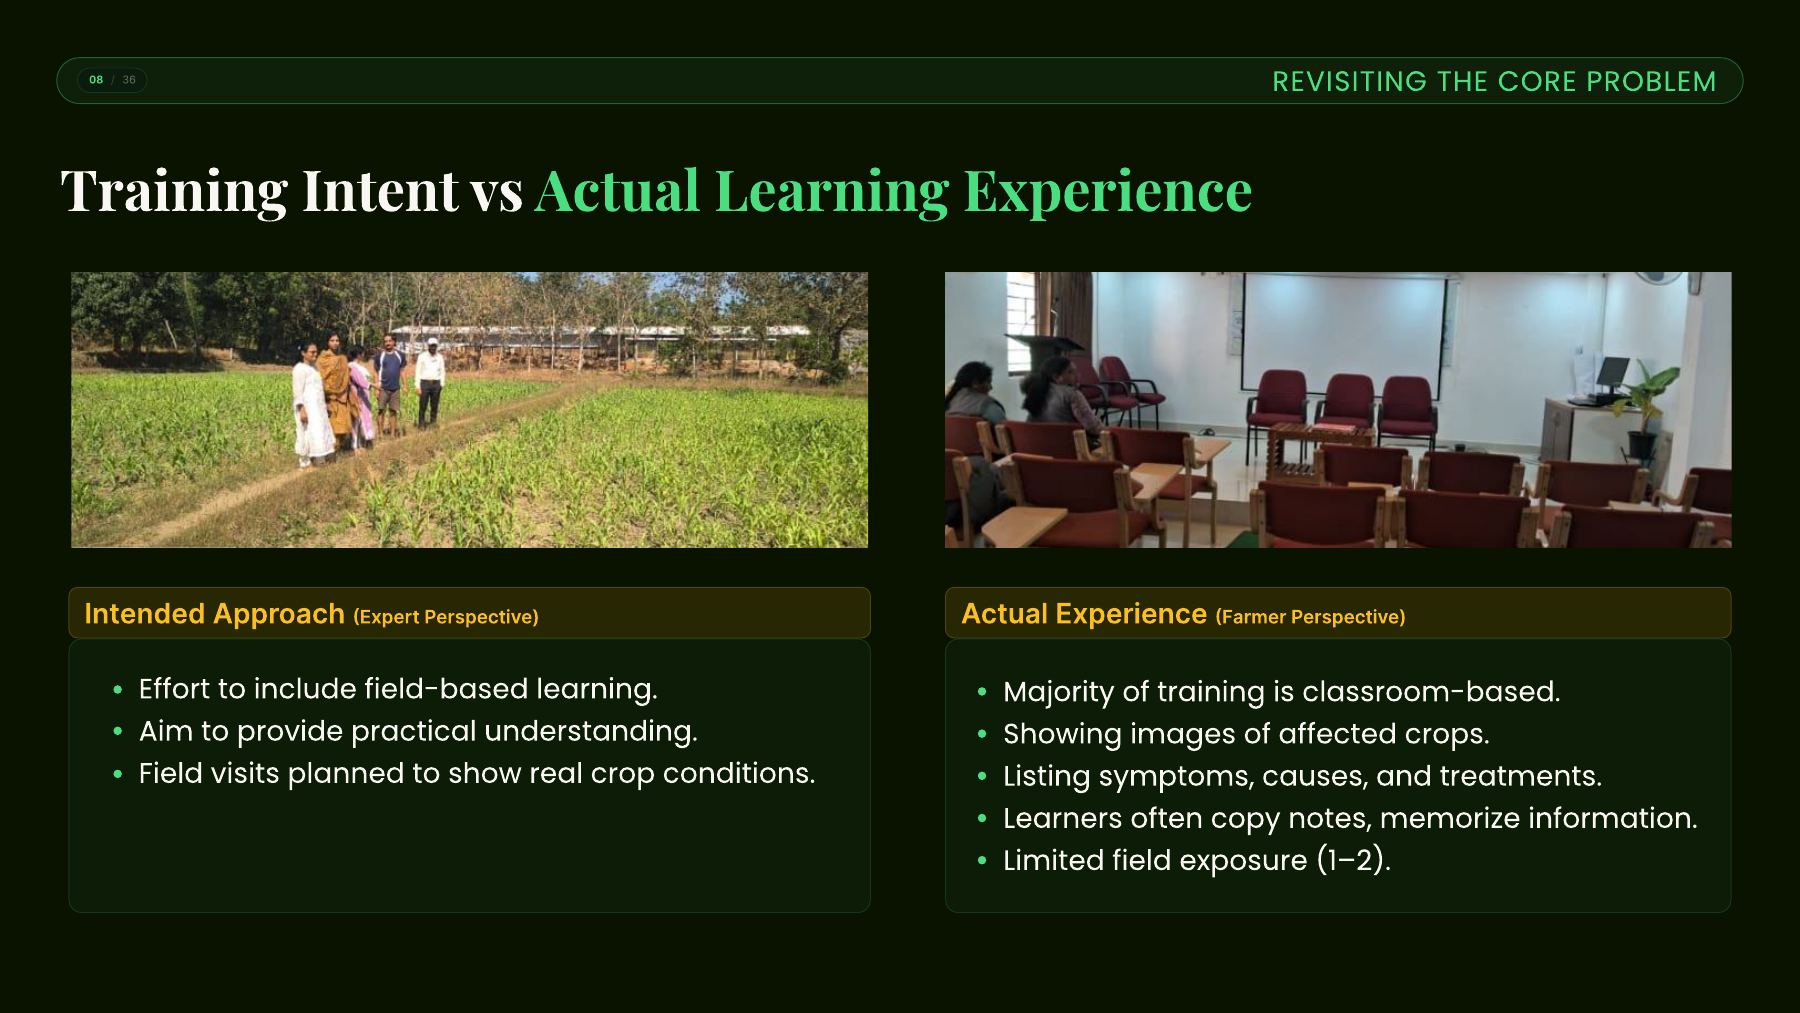 08 / 36
REVISITING THE CORE PROBLEM
Training Intent vs Actual Learning Experience
Intended Approach (Expert Perspective)
• Effort to include field-based learning.
• Aim to provide practical understanding.
• Field visits planned to show real crop conditions.
Actual Experience (Farmer Perspective)
• Majority of training is classroom-based.
• Showing images of affected crops.
• Listing symptoms, causes, and treatments.
• Learners often copy notes, memorize information.
• Limited field exposure (1–2).